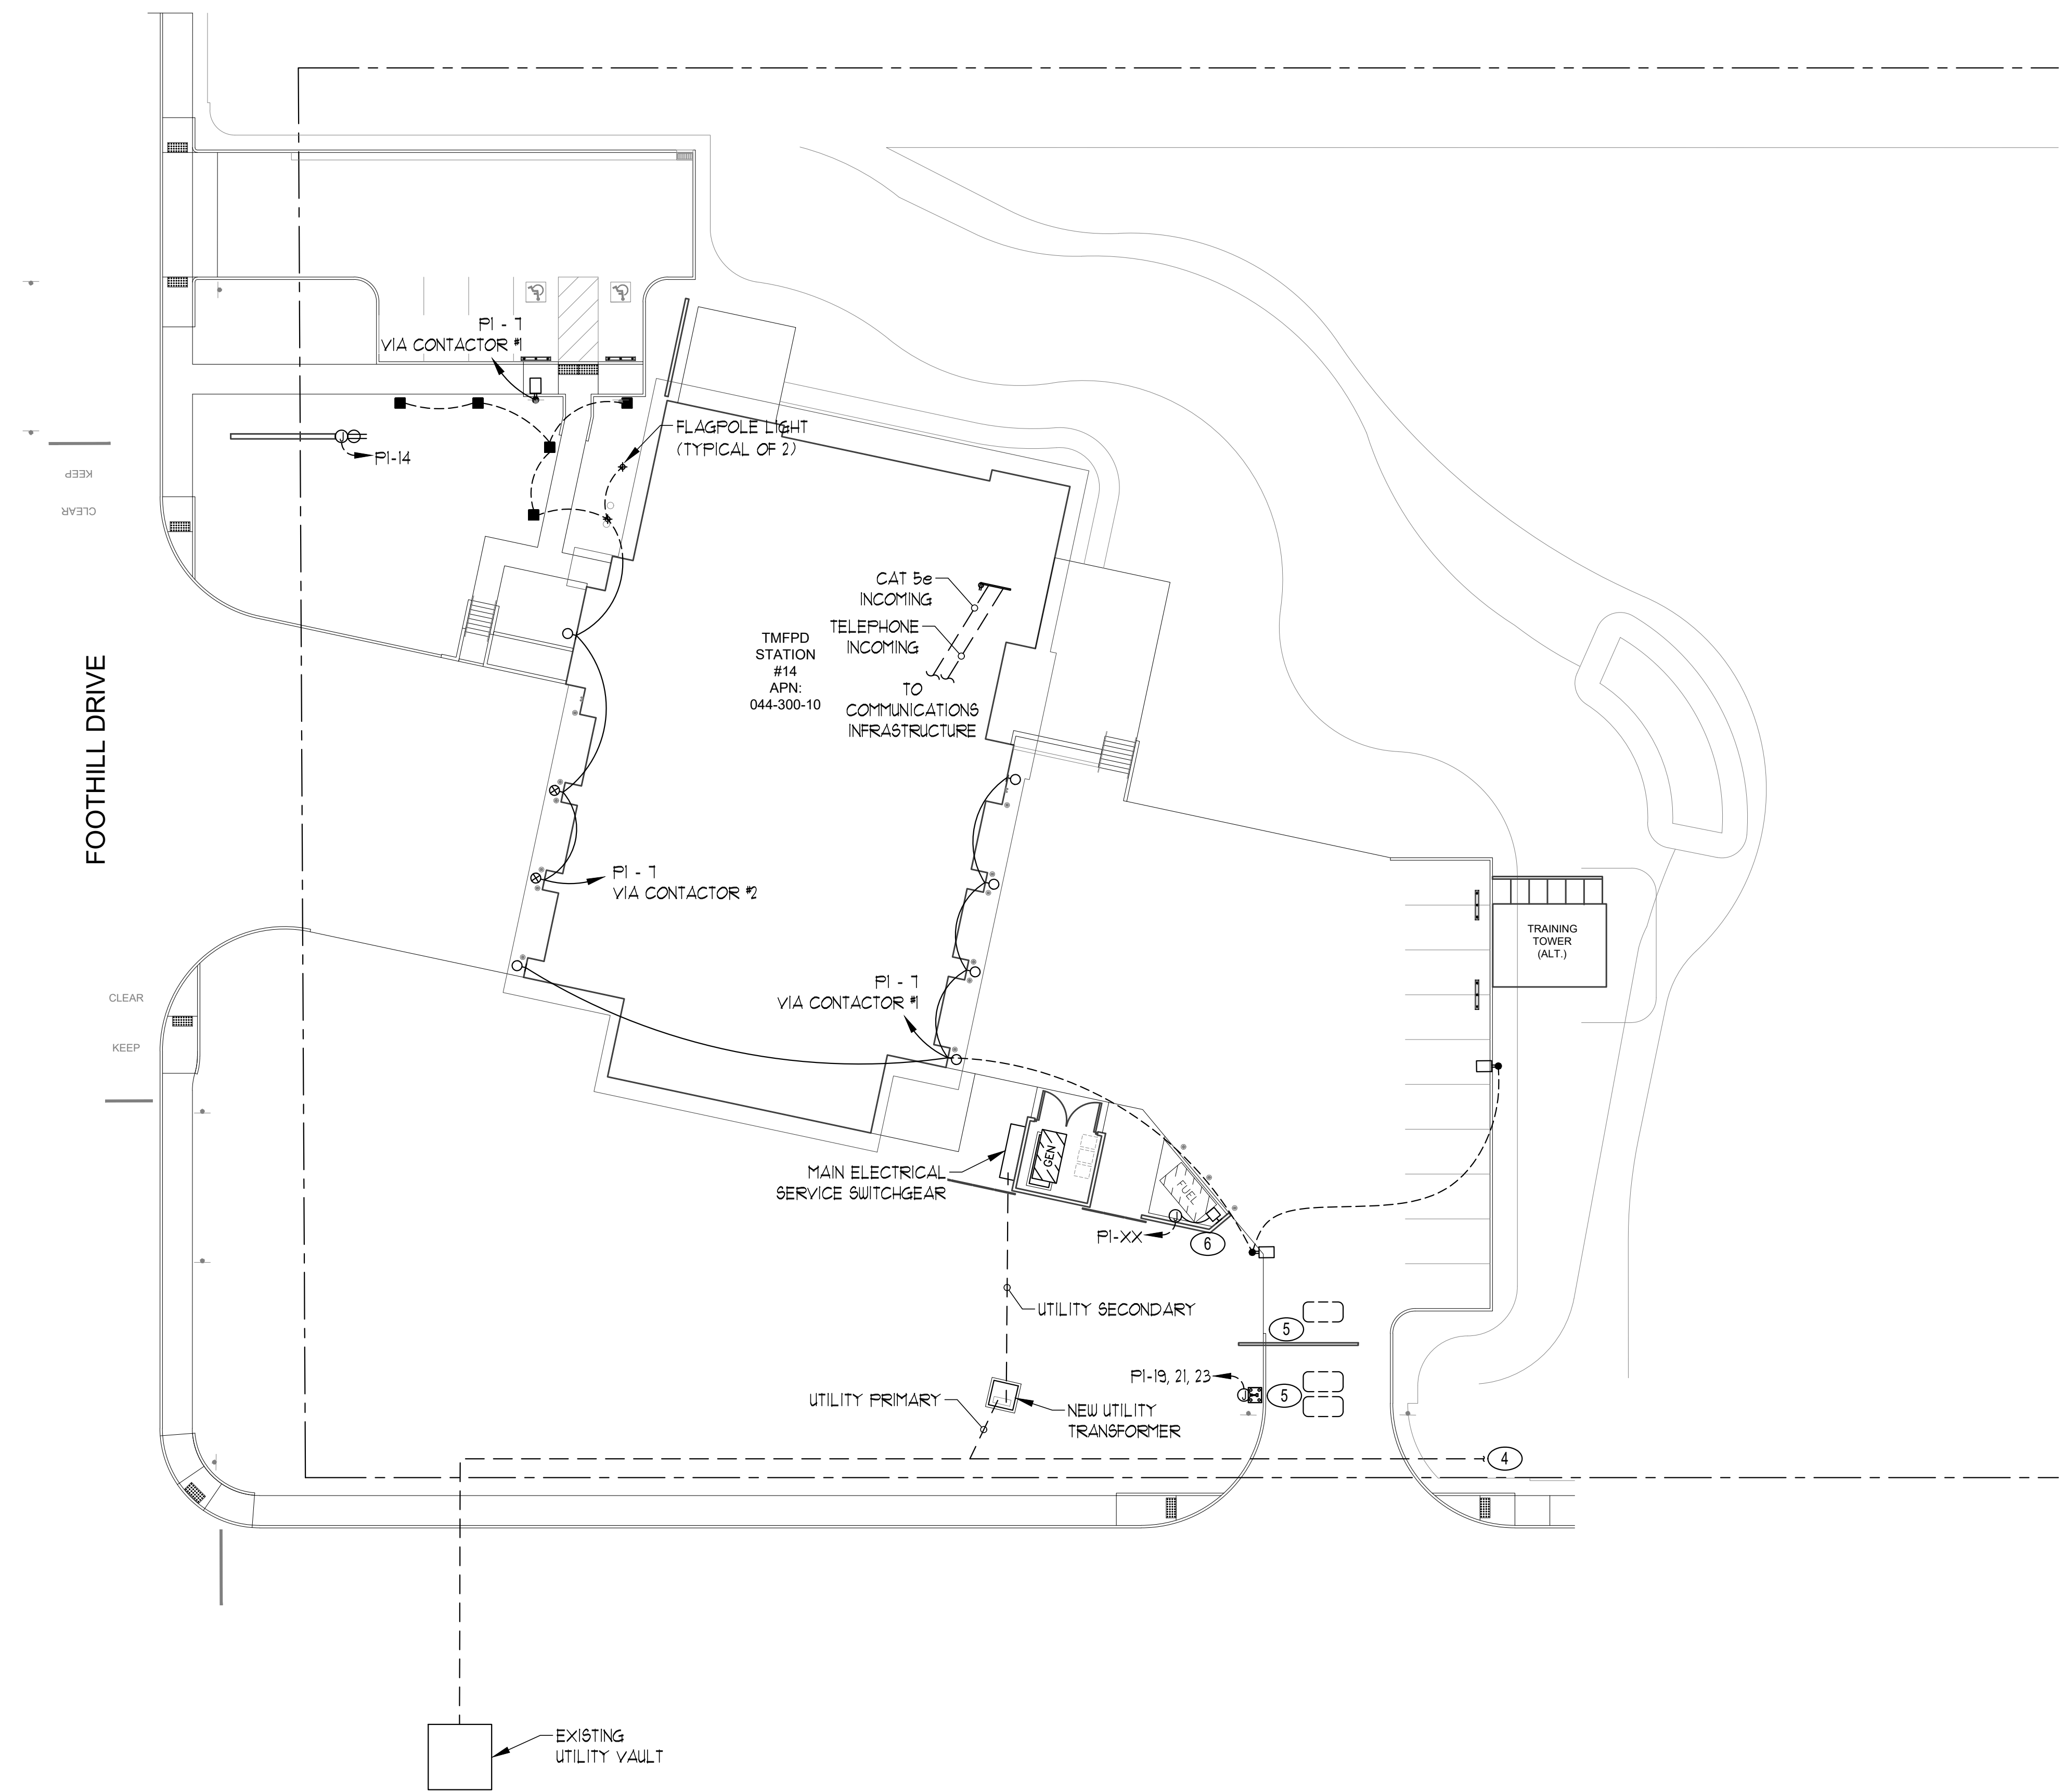 P1 - 7
VIA CONTACTOR #1
FLAGPOLE LIGHT
(TYPICAL OF 2)
P1-14
KEEP
CLEAR
CAT 5e
INCOMING
TELEPHONE
INCOMING
TO
COMMUNICATIONS
INFRASTRUCTURE
TMFPD
STATION
#14
APN:
044-300-10
FOOTHILL DRIVE
P1 - 7
VIA CONTACTOR #2
TRAINING
TOWER
(ALT.)
P1 - 7
VIA CONTACTOR #1
CLEAR
KEEP
GEN
FUEL
MAIN ELECTRICAL
SERVICE SWITCHGEAR
P1-XX
6
UTILITY SECONDARY
5
P1-19, 21, 23
5
UTILITY PRIMARY
NEW UTILITY
TRANSFORMER
4
EXISTING
UTILITY VAULT